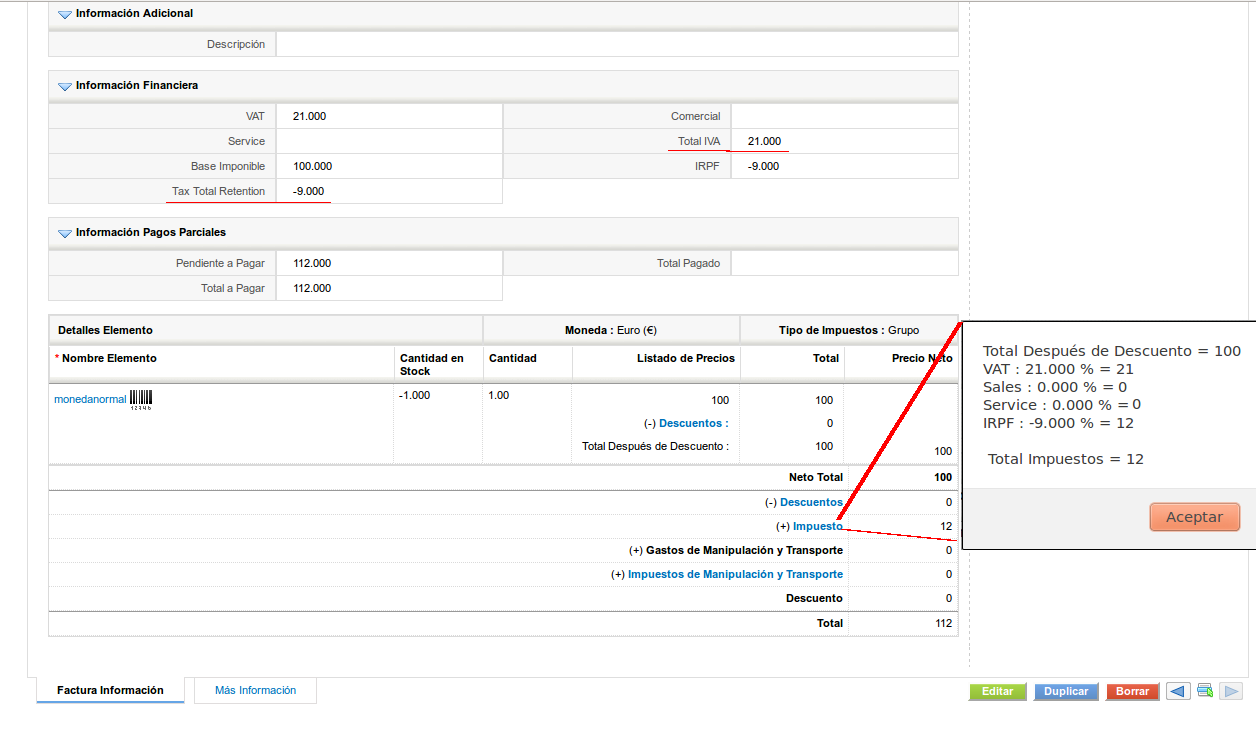 Información Adicional
Descripción
Información Financiera
VAT 21.000 Comercial
Service Total IVA 21.000
Base Imponible 100.000 IRPF -9.000
Tax Total Retention -9.000
Información Pagos Parciales
Pendiente a Pagar 112.000 Total Pagado
Total a Pagar 112.000
Detalles Elemento Moneda : Euro (€) Tipo de Impuestos : Grupo
* Nombre Elemento Cantidad en Stock Cantidad Listado de Precios Total Precio Neto
monedanormal 12346 -1.000 1.00 100 100
(-) Descuentos : 0
Total Después de Descuento : 100 100
Neto Total 100
(-) Descuentos 0
(+) Impuesto 12
(+) Gastos de Manipulación y Transporte 0
(+) Impuestos de Manipulación y Transporte 0
Descuento 0
Total 112
Total Después de Descuento = 100
VAT : 21.000 % = 21
Sales : 0.000 % = 0
Service : 0.000 % = 0
IRPF : -9.000 % = 12
Total Impuestos = 12
Aceptar
Factura Información Más Información Editar Duplicar Borrar